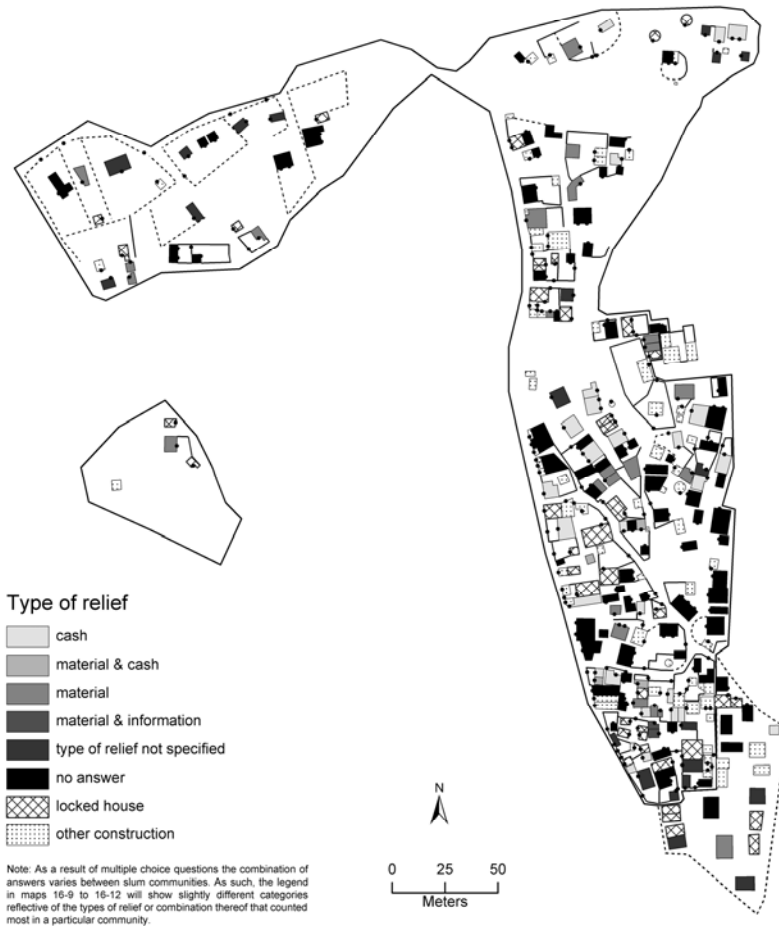 Type of relief
cash
material & cash
material
material & information
type of relief not specified
no answer
locked house
other construction
Note: As a result of multiple choice questions the combination of
answers varies between slum communities. As such, the legend
in maps 16-9 to 16-12 will show slightly different categories
reflective of the types of relief or combination thereof that counted
most in a particular community.
N
0 25 50
Meters